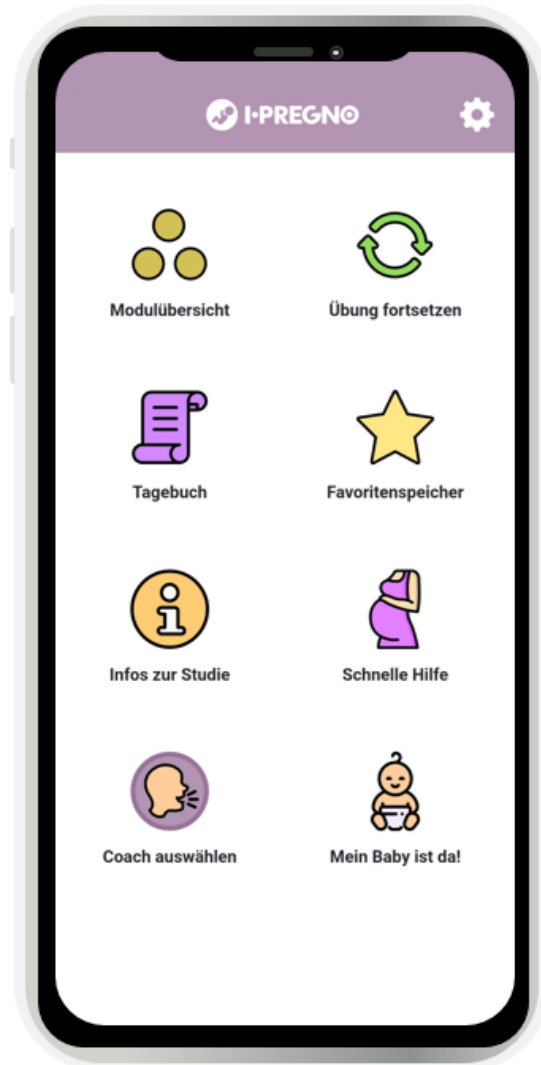 I·PREGNO
Modulübersicht
Übung fortsetzen
Tagebuch
Favoritenspeicher
Infos zur Studie
Schnelle Hilfe
Coach auswählen
Mein Baby ist da!